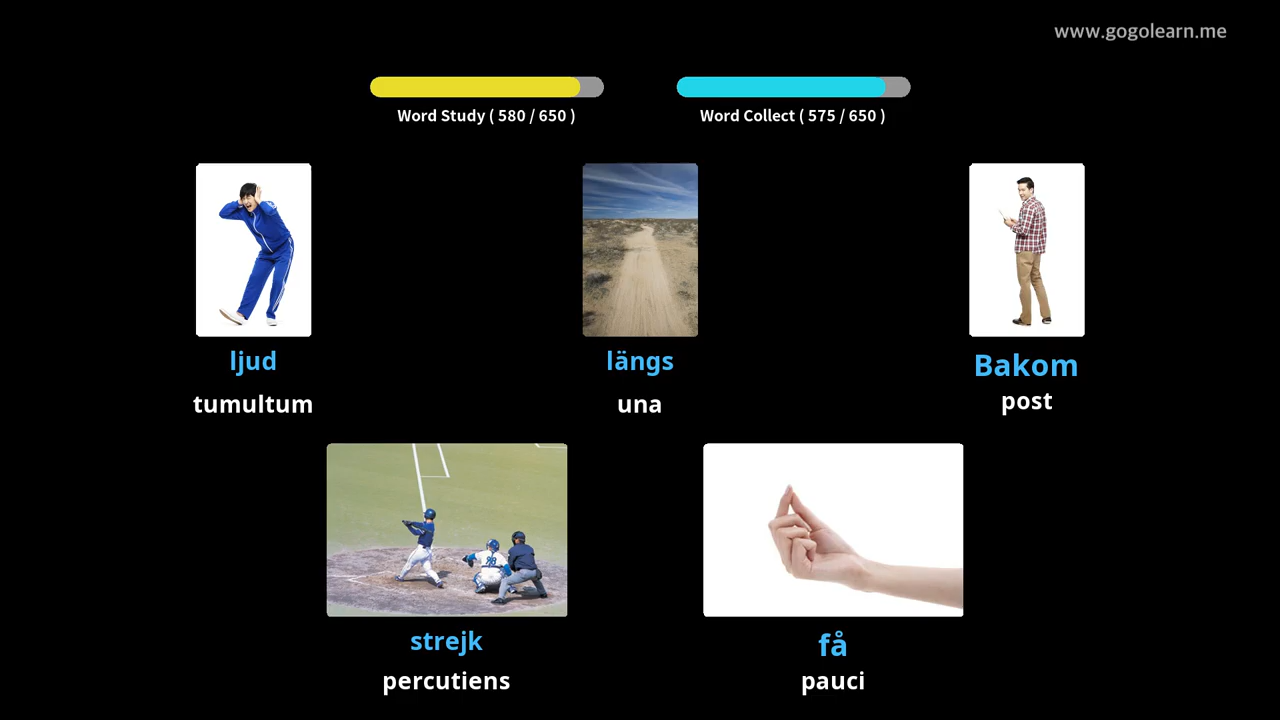 www.gogolearn.me
Word Study ( 580 / 650 )
Word Collect ( 575 / 650 )
ljud
tumultum
längs
una
Bakom
post
strejk
percutiens
få
pauci